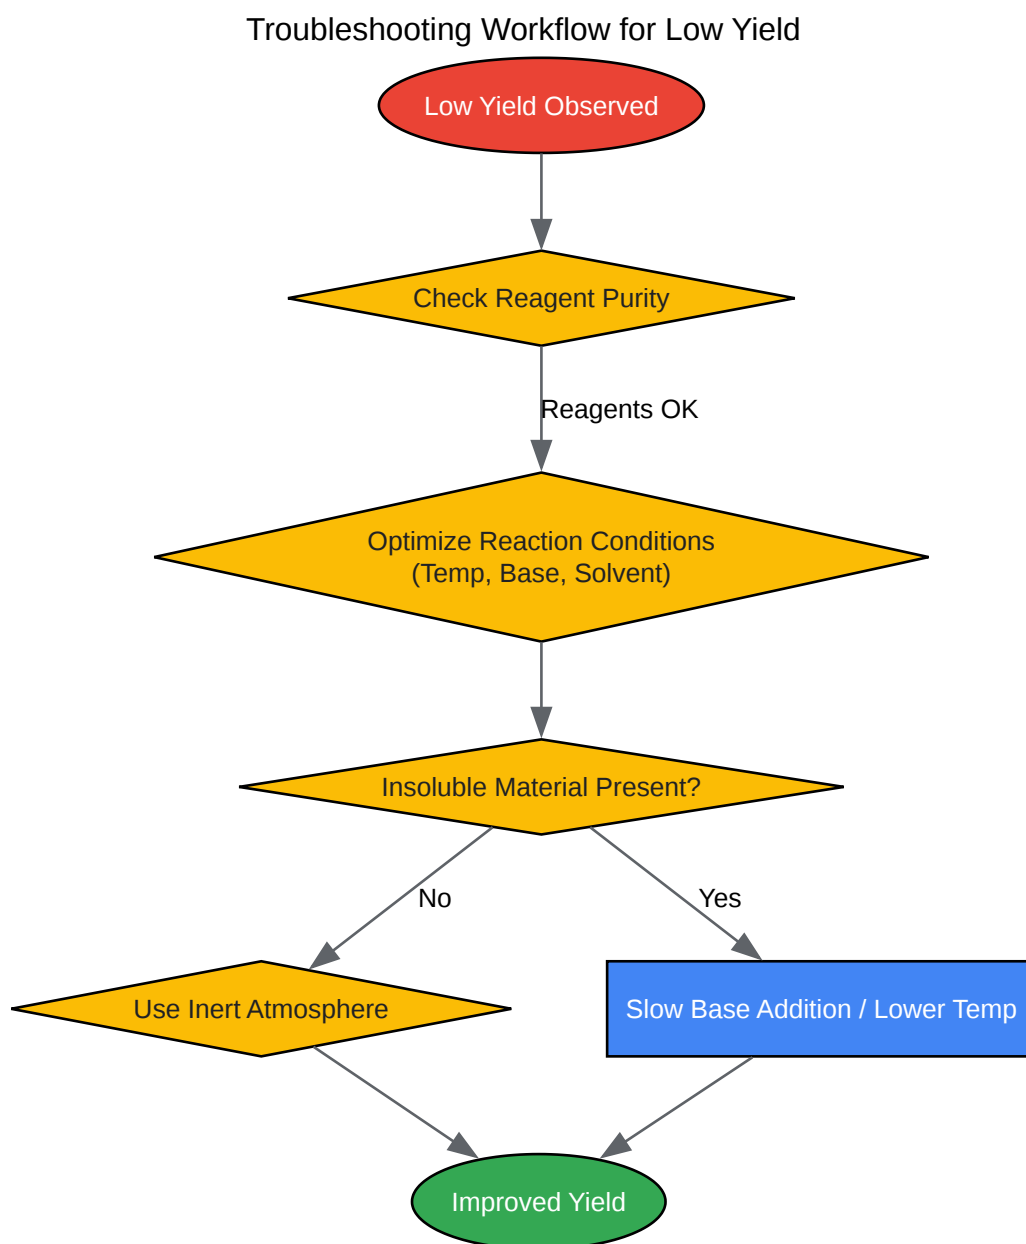 Troubleshooting Workflow for Low Yield
Low Yield Observed
Check Reagent Purity
Reagents OK
Optimize Reaction Conditions
(Temp, Base, Solvent)
Insoluble Material Present?
No
Yes
Use Inert Atmosphere
Slow Base Addition / Lower Temp
Improved Yield